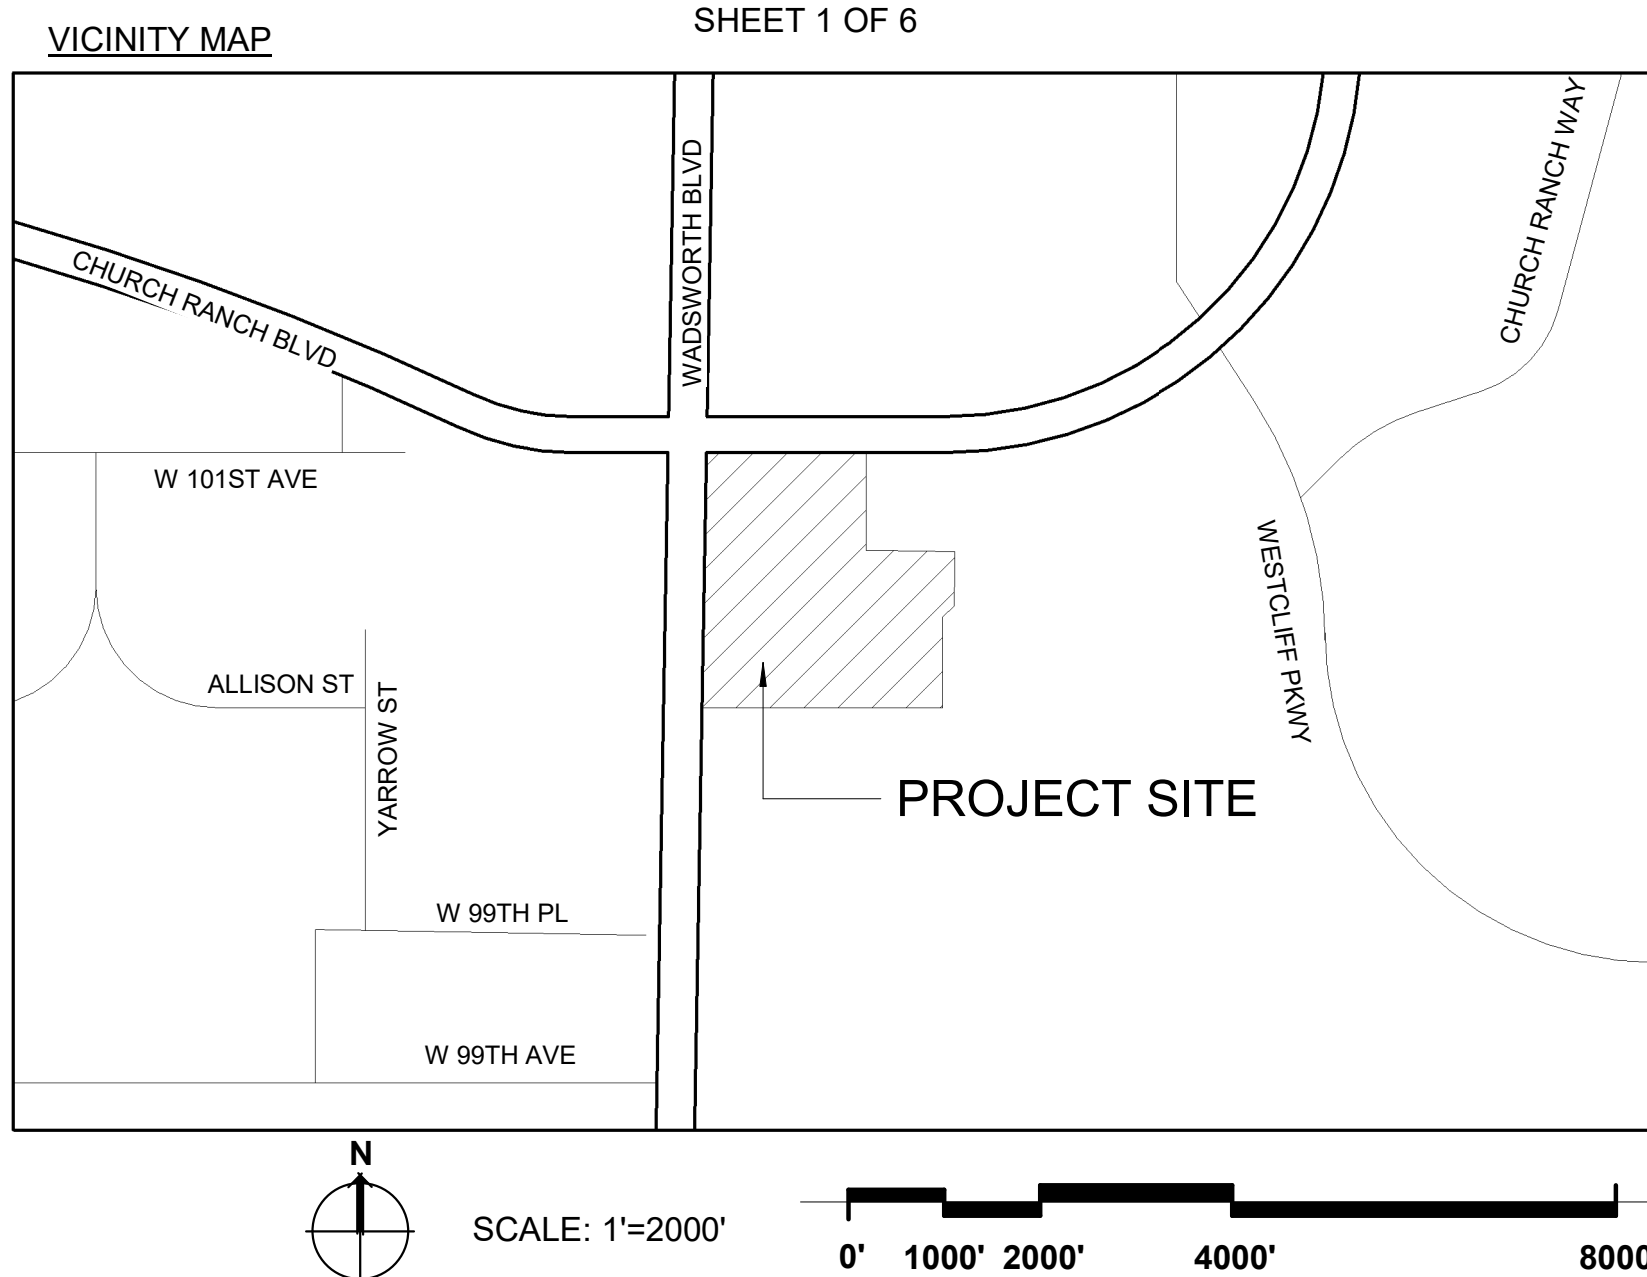 SHEET 1 OF 6
VICINITY MAP
WADSWORTH BLVD
CHURCH RANCH WAY
CHURCH RANCH BLVD
W 101ST AVE
WESTCLIFF PKWY
ALLISON ST
YARROW ST
PROJECT SITE
W 99TH PL
W 99TH AVE
N
SCALE: 1'=2000'
0' 1000' 2000' 4000' 8000